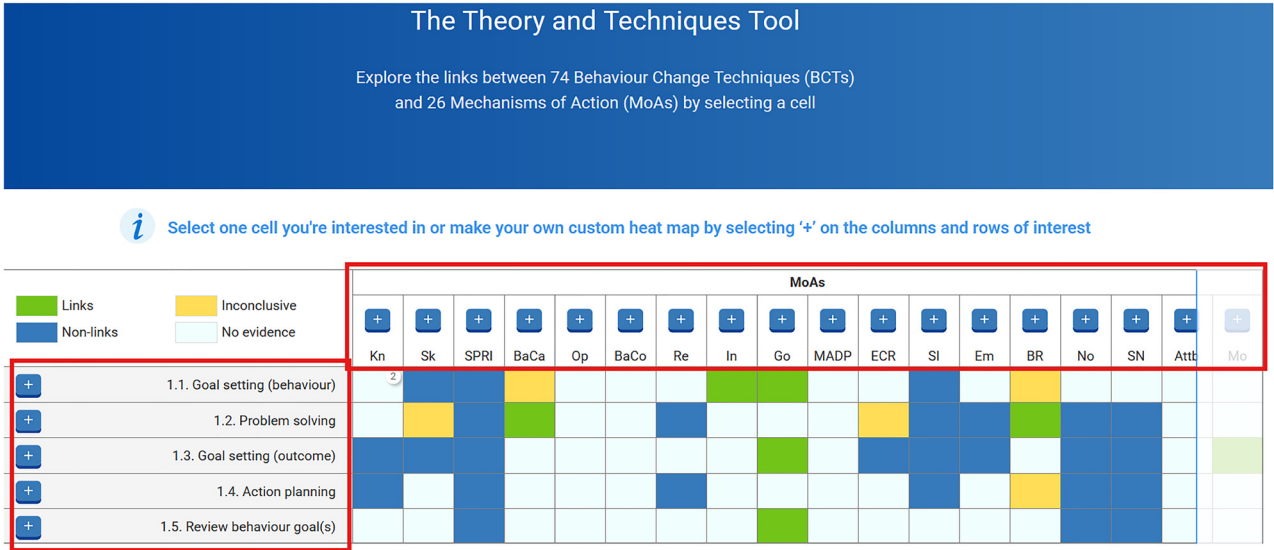 The Theory and Techniques Tool
Explore the links between 74 Behaviour Change Techniques (BCTs)
and 26 Mechanisms of Action (MoAs) by selecting a cell
i Select one cell you're interested in or make your own custom heat map by selecting ‘+’ on the columns and rows of interest
MoAs
Links Inconclusive
Non-links No evidence
+ + + + + + + + + + + + + + + + + +
Kn Sk SPRI BaCa Op BaCo Re In Go MADP ECR SI Em BR No SN Attb Mo
+ 1.1. Goal setting (behaviour) 2
+ 1.2. Problem solving
+ 1.3. Goal setting (outcome)
+ 1.4. Action planning
+ 1.5. Review behaviour goal(s)